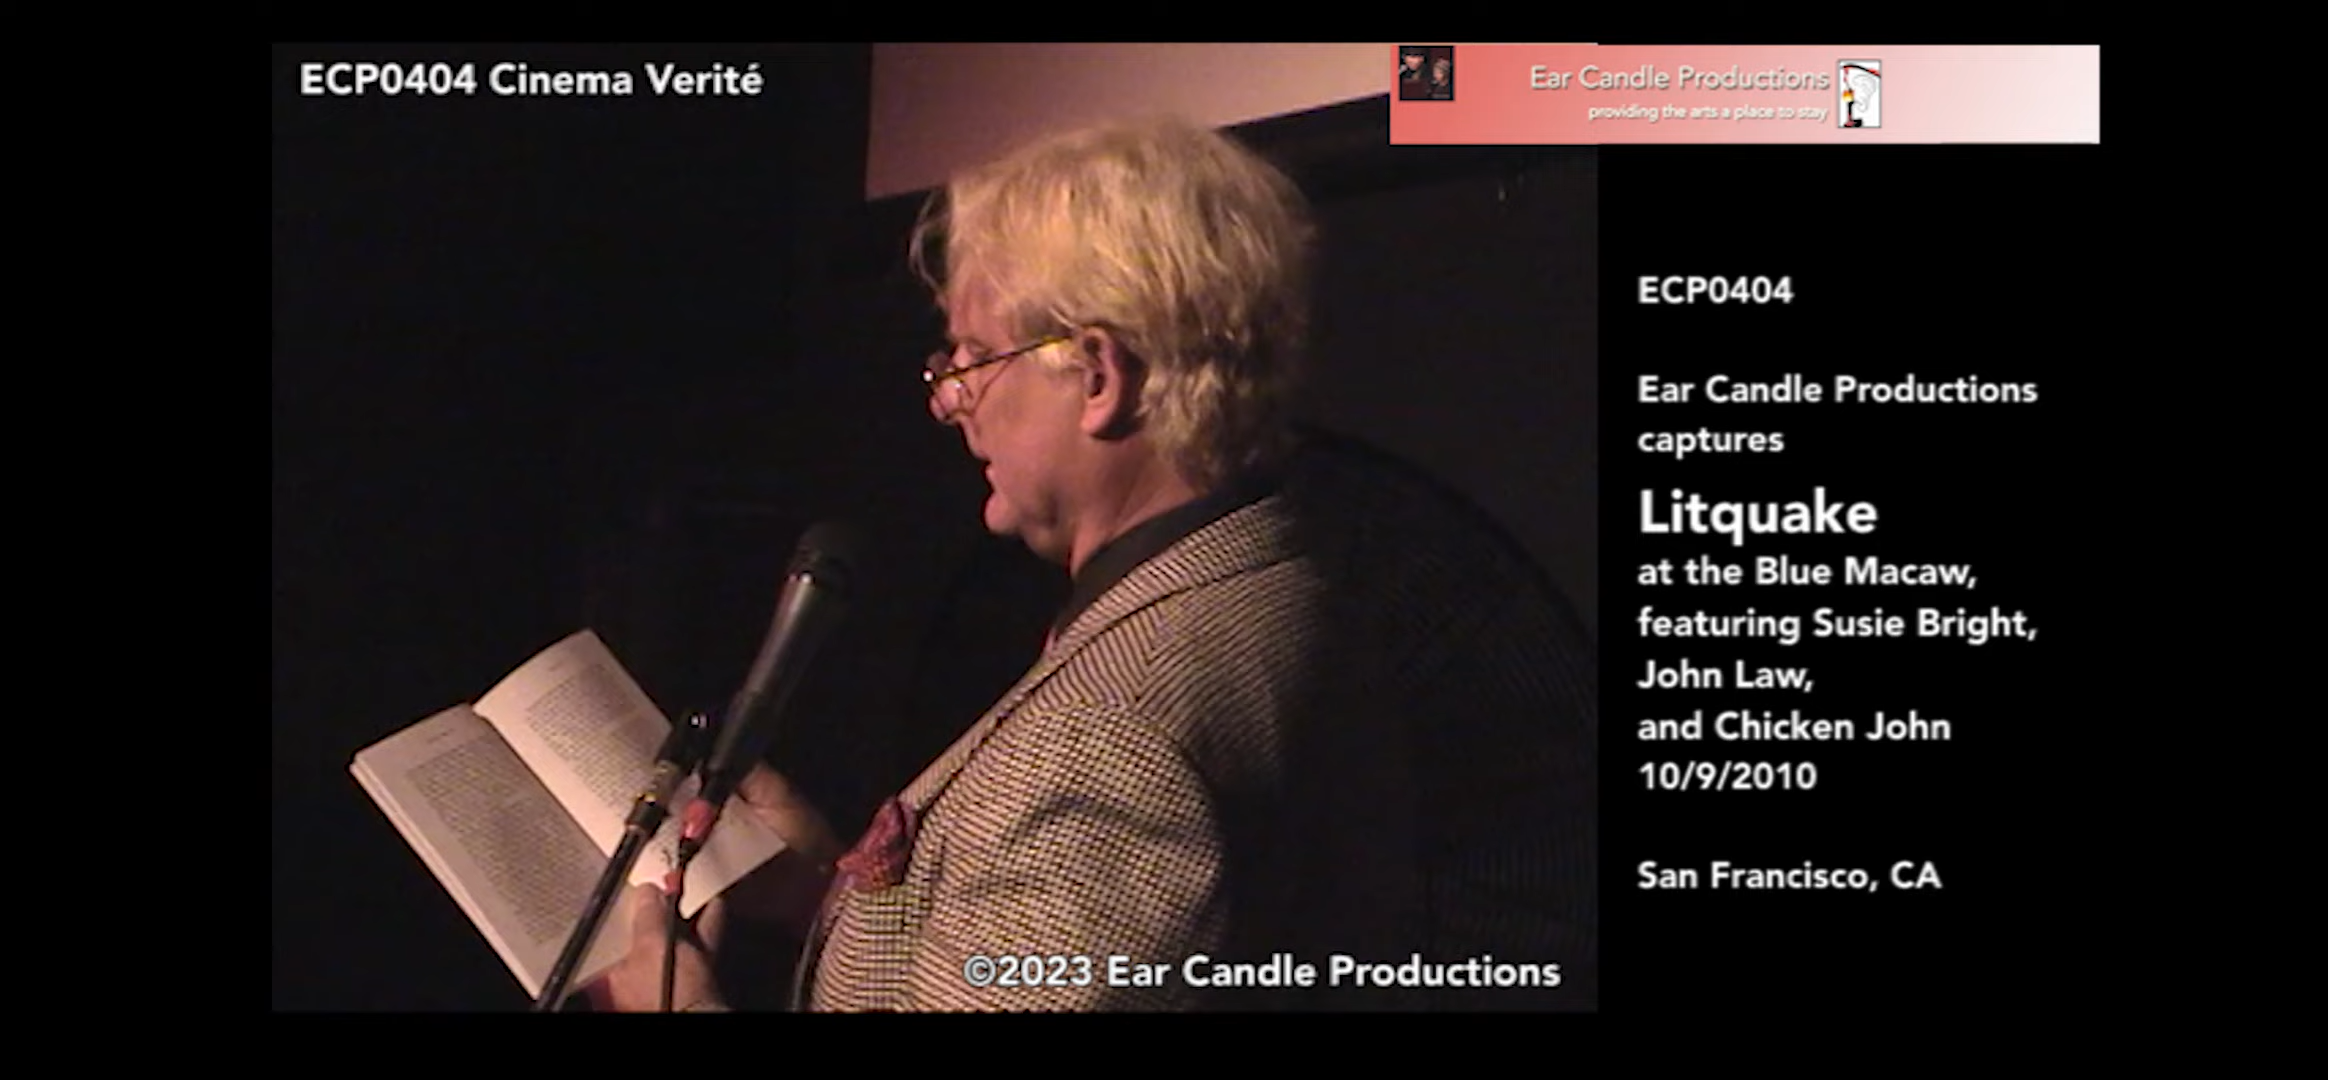 ECP0404 Cinema Verité
Ear Candle Productions
providing the arts a place to stay
ECP0404
Ear Candle Productions
captures
Litquake
at the Blue Macaw,
featuring Susie Bright,
John Law,
and Chicken John
10/9/2010
San Francisco, CA
©2023 Ear Candle Productions